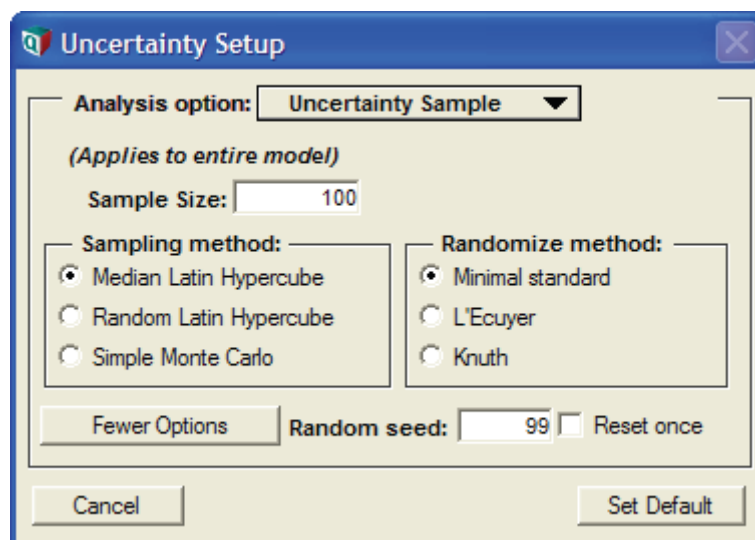 Uncertainty Setup
Analysis option: Uncertainty Sample
(Applies to entire model)
Sample Size: 100
Sampling method:
Median Latin Hypercube
Random Latin Hypercube
Simple Monte Carlo
Randomize method:
Minimal standard
L'Ecuyer
Knuth
Fewer Options Random seed: 99 Reset once
Cancel Set Default